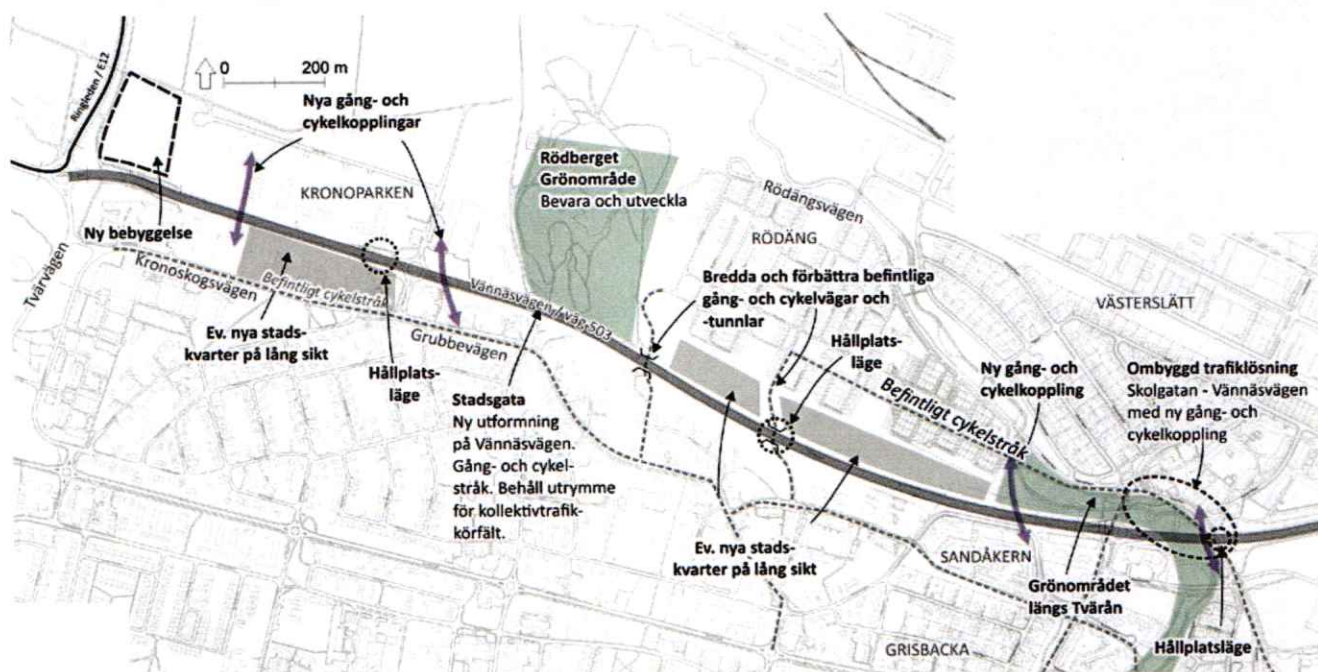 Ringleden / E12
0 200 m
Nya gång- och
cykelkopplingar
KRONOPARKEN
Ny bebyggelse
Tvärvägen
Kronoskogsvägen
Befintligt cykelstråk
Ev. nya stads-
kvarter på lång sikt
Hållplats-
läge
Grubbevägen
Vännäsvägen / väg 503
Stadsgata
Ny utformning
på Vännäsvägen.
Gång- och cykel-
stråk. Behåll utrymme
för kollektivtrafik-
körfält.
Rödberget
Grönområde
Bevara och utveckla
Rödängsvägen
RÖDÄNG
Bredda och förbättra befintliga
gång- och cykelvägar och
-tunnlar
Hållplats-
läge
Befintligt cykelstråk
Ev. nya stads-
kvarter på lång sikt
Ny gång- och
cykelkoppling
VÄSTERSLÄTT
Ombyggd trafiklösning
Skolgatan - Vännäsvägen
med ny gång- och
cykelkoppling
SANDÅKERN
Grönområdet
längs Tvärån
GRISBACKA
Hållplatsläge